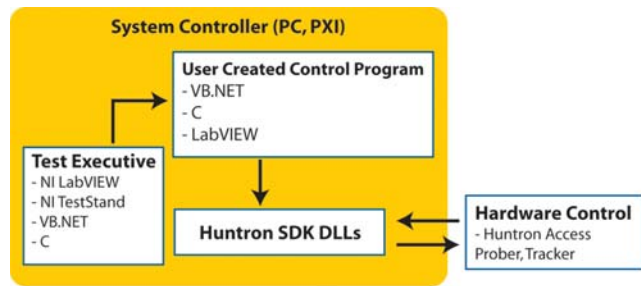 System Controller (PC, PXI)
User Created Control Program
- VB.NET
- C
- LabVIEW
Test Executive
- NI LabVIEW
- NI TestStand
- VB.NET
- C
Huntron SDK DLLs
Hardware Control
- Huntron Access
Prober, Tracker